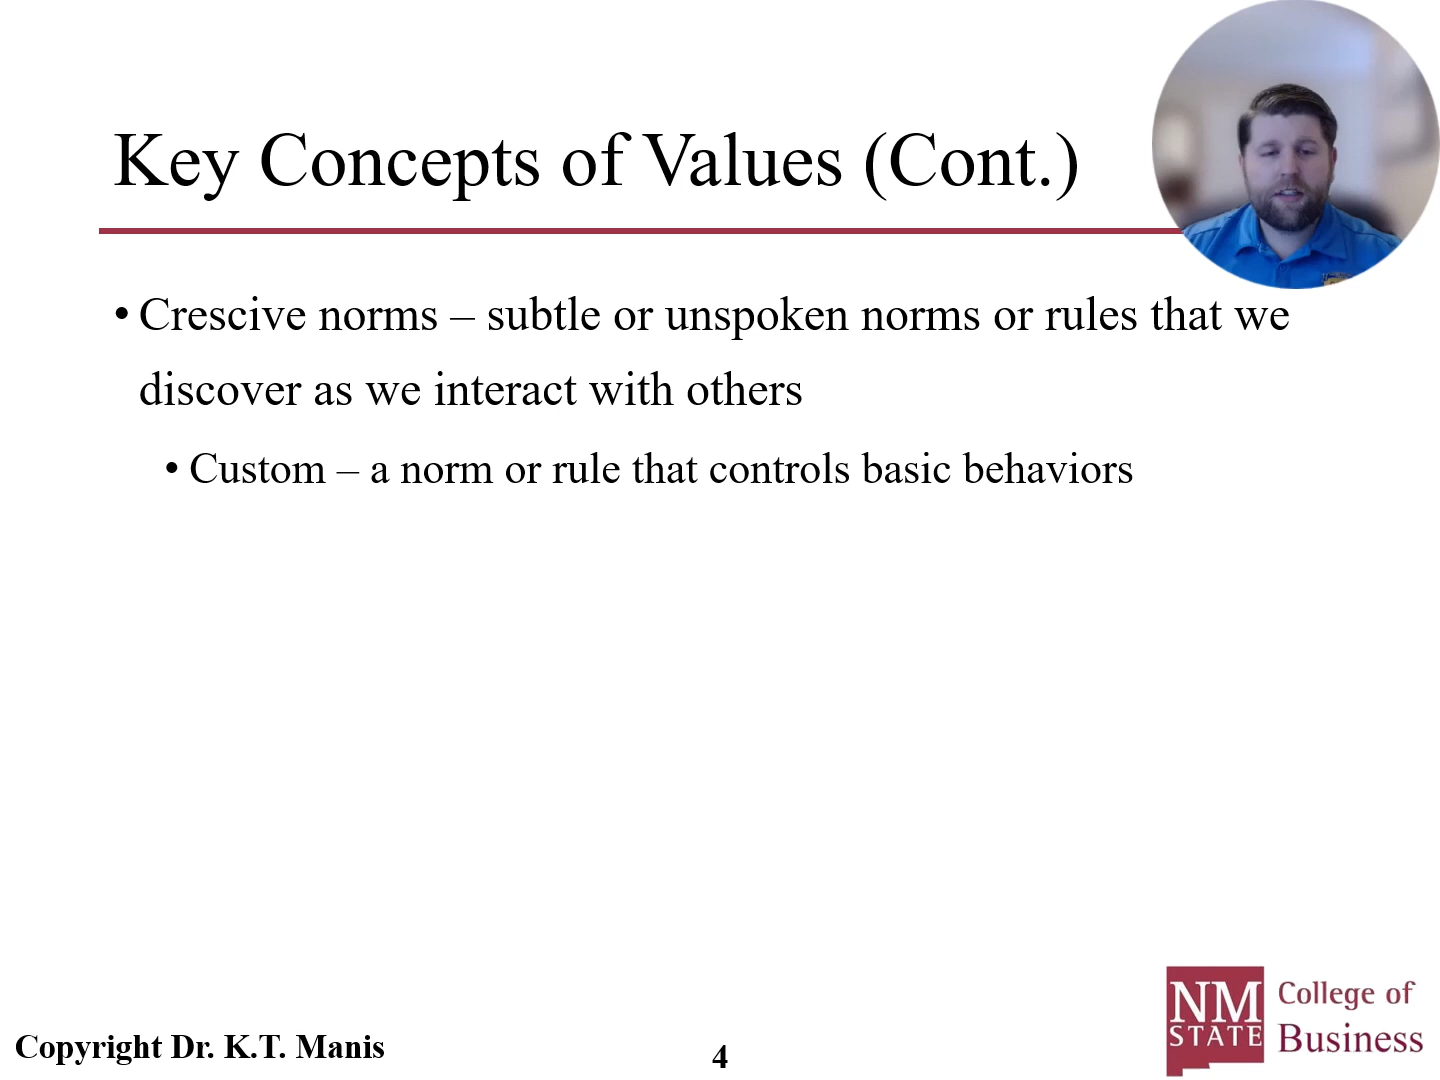 Key Concepts of Values (Cont.)
• Crescive norms – subtle or unspoken norms or rules that we
discover as we interact with others
• Custom – a norm or rule that controls basic behaviors
Copyright Dr. K.T. Manis
4
NM
STATE
College of
Business